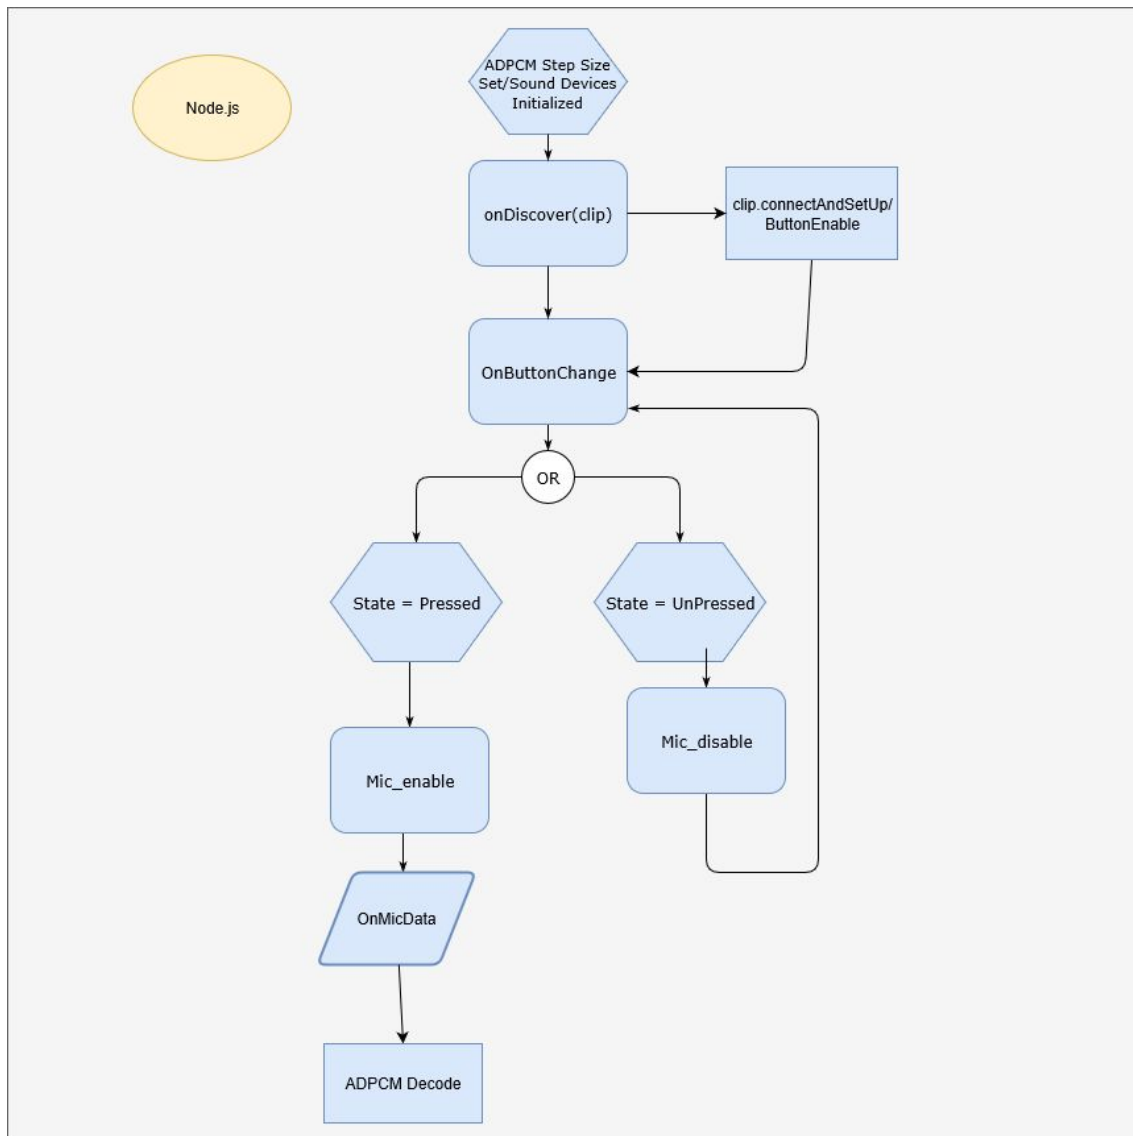 ADPCM Step Size
Set/Sound Devices
Initialized
Node.js
onDiscover(clip)
clip.connectAndSetUp/
ButtonEnable
OnButtonChange
OR
State = Pressed
State = UnPressed
Mic_disable
Mic_enable
OnMicData
ADPCM Decode